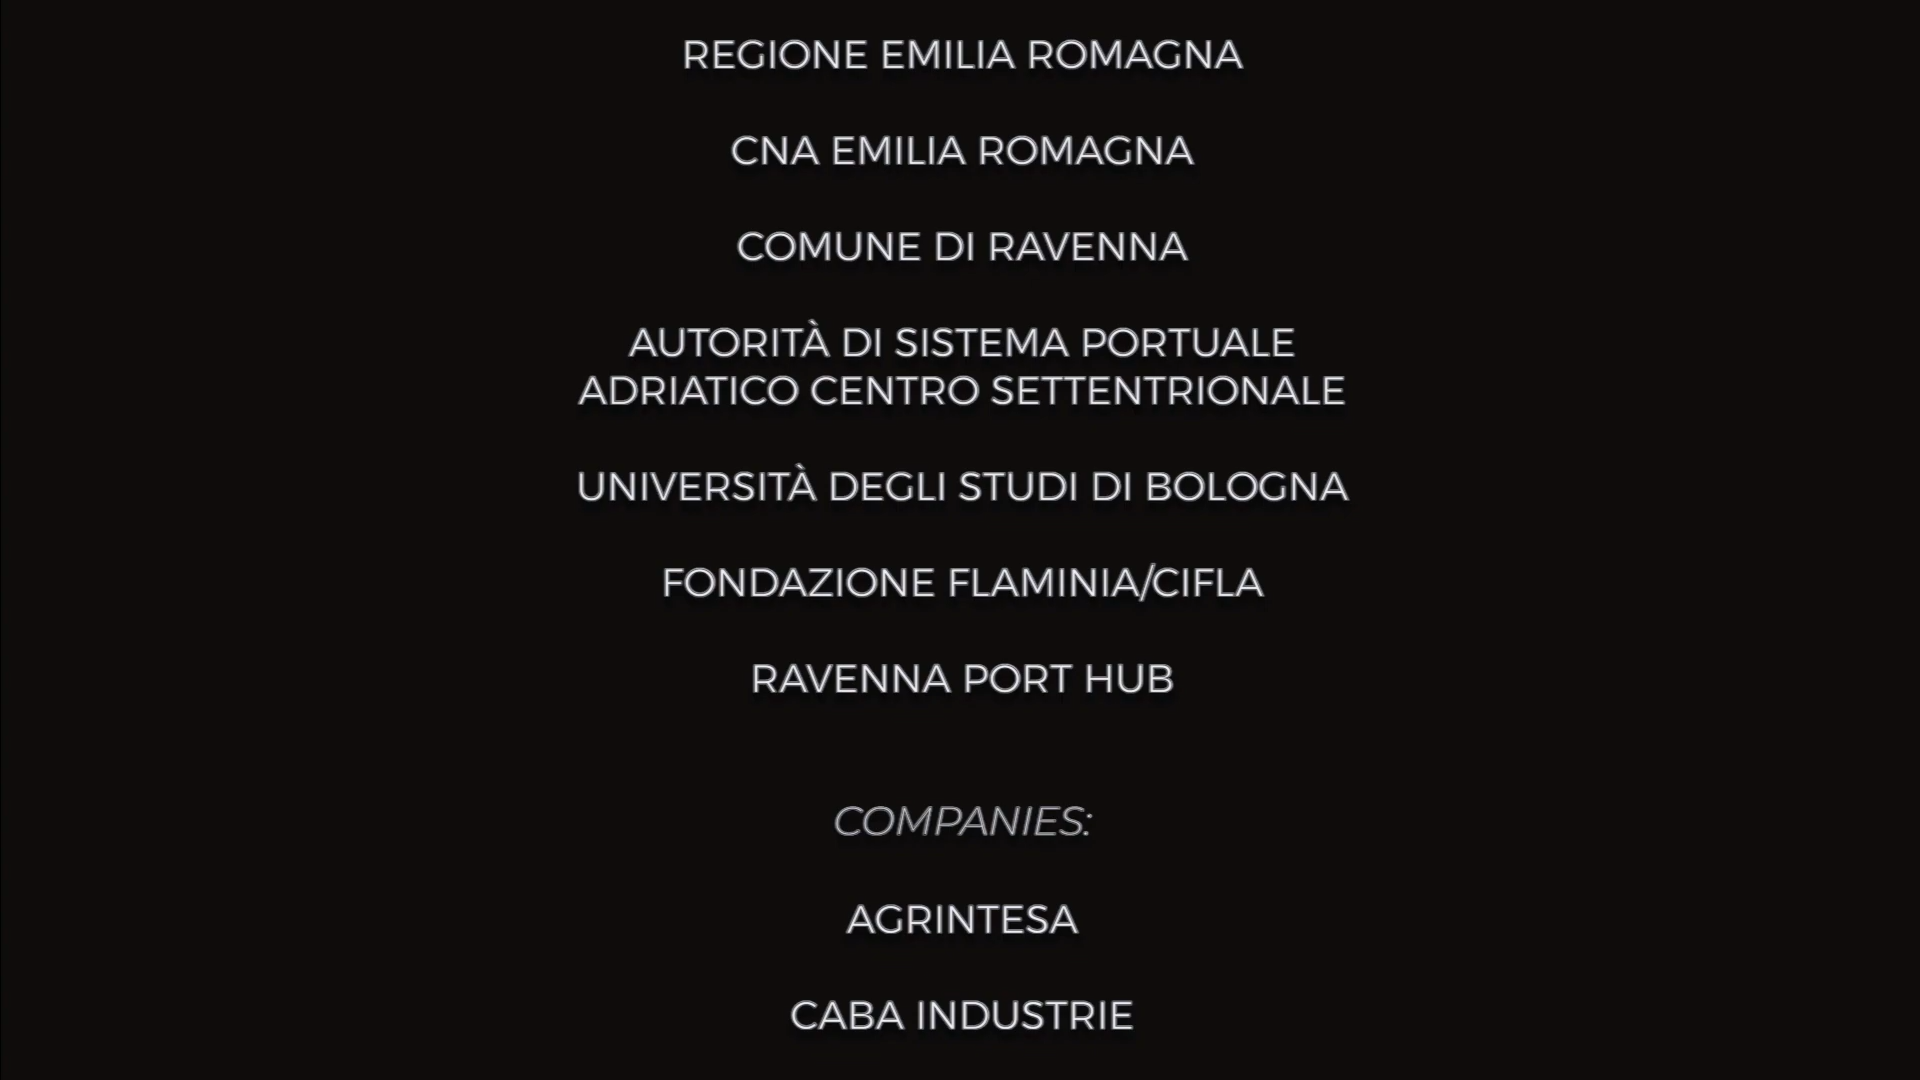 REGIONE EMILIA ROMAGNA
CNA EMILIA ROMAGNA
COMUNE DI RAVENNA
AUTORITÀ DI SISTEMA PORTUALE
ADRIATICO CENTRO SETTENTRIONALE
UNIVERSITÀ DEGLI STUDI DI BOLOGNA
FONDAZIONE FLAMINIA/CIFLA
RAVENNA PORT HUB
COMPANIES:
AGRINTESA
CABA INDUSTRIE